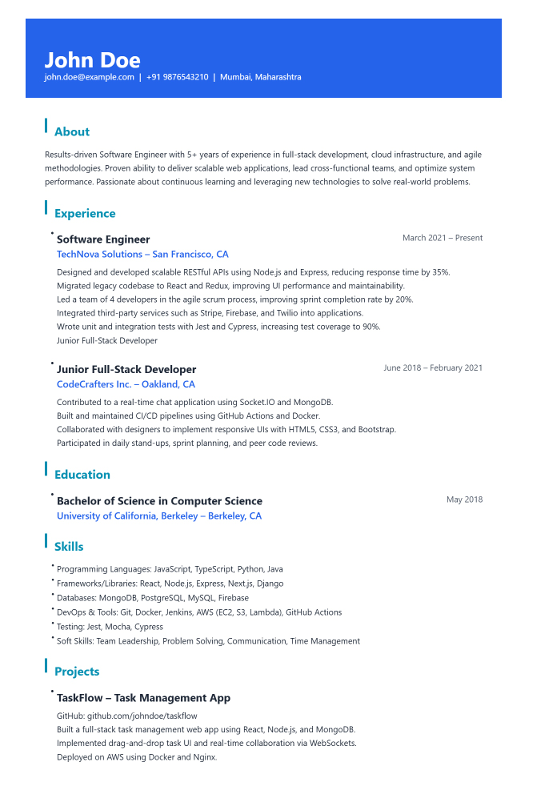 John Doe
john.doe@example.com | +91 9876543210 | Mumbai, Maharashtra
About
Results-driven Software Engineer with 5+ years of experience in full-stack development, cloud infrastructure, and agile
methodologies. Proven ability to deliver scalable web applications, lead cross-functional teams, and optimize system
performance. Passionate about continuous learning and leveraging new technologies to solve real-world problems.
Experience
• Software Engineer March 2021 – Present
TechNova Solutions – San Francisco, CA
Designed and developed scalable RESTful APIs using Node.js and Express, reducing response time by 35%.
Migrated legacy codebase to React and Redux, improving UI performance and maintainability.
Led a team of 4 developers in the agile scrum process, improving sprint completion rate by 20%.
Integrated third-party services such as Stripe, Firebase, and Twilio into applications.
Wrote unit and integration tests with Jest and Cypress, increasing test coverage to 90%.
Junior Full-Stack Developer
• Junior Full-Stack Developer June 2018 – February 2021
CodeCrafters Inc. – Oakland, CA
Contributed to a real-time chat application using Socket.IO and MongoDB.
Built and maintained CI/CD pipelines using GitHub Actions and Docker.
Collaborated with designers to implement responsive UIs with HTML5, CSS3, and Bootstrap.
Participated in daily stand-ups, sprint planning, and peer code reviews.
Education
• Bachelor of Science in Computer Science May 2018
University of California, Berkeley – Berkeley, CA
Skills
• Programming Languages: JavaScript, TypeScript, Python, Java
• Frameworks/Libraries: React, Node.js, Express, Next.js, Django
• Databases: MongoDB, PostgreSQL, MySQL, Firebase
• DevOps & Tools: Git, Docker, Jenkins, AWS (EC2, S3, Lambda), GitHub Actions
• Testing: Jest, Mocha, Cypress
• Soft Skills: Team Leadership, Problem Solving, Communication, Time Management
Projects
• TaskFlow – Task Management App
GitHub: github.com/johndoe/taskflow
Built a full-stack task management web app using React, Node.js, and MongoDB.
Implemented drag-and-drop task UI and real-time collaboration via WebSockets.
Deployed on AWS using Docker and Nginx.